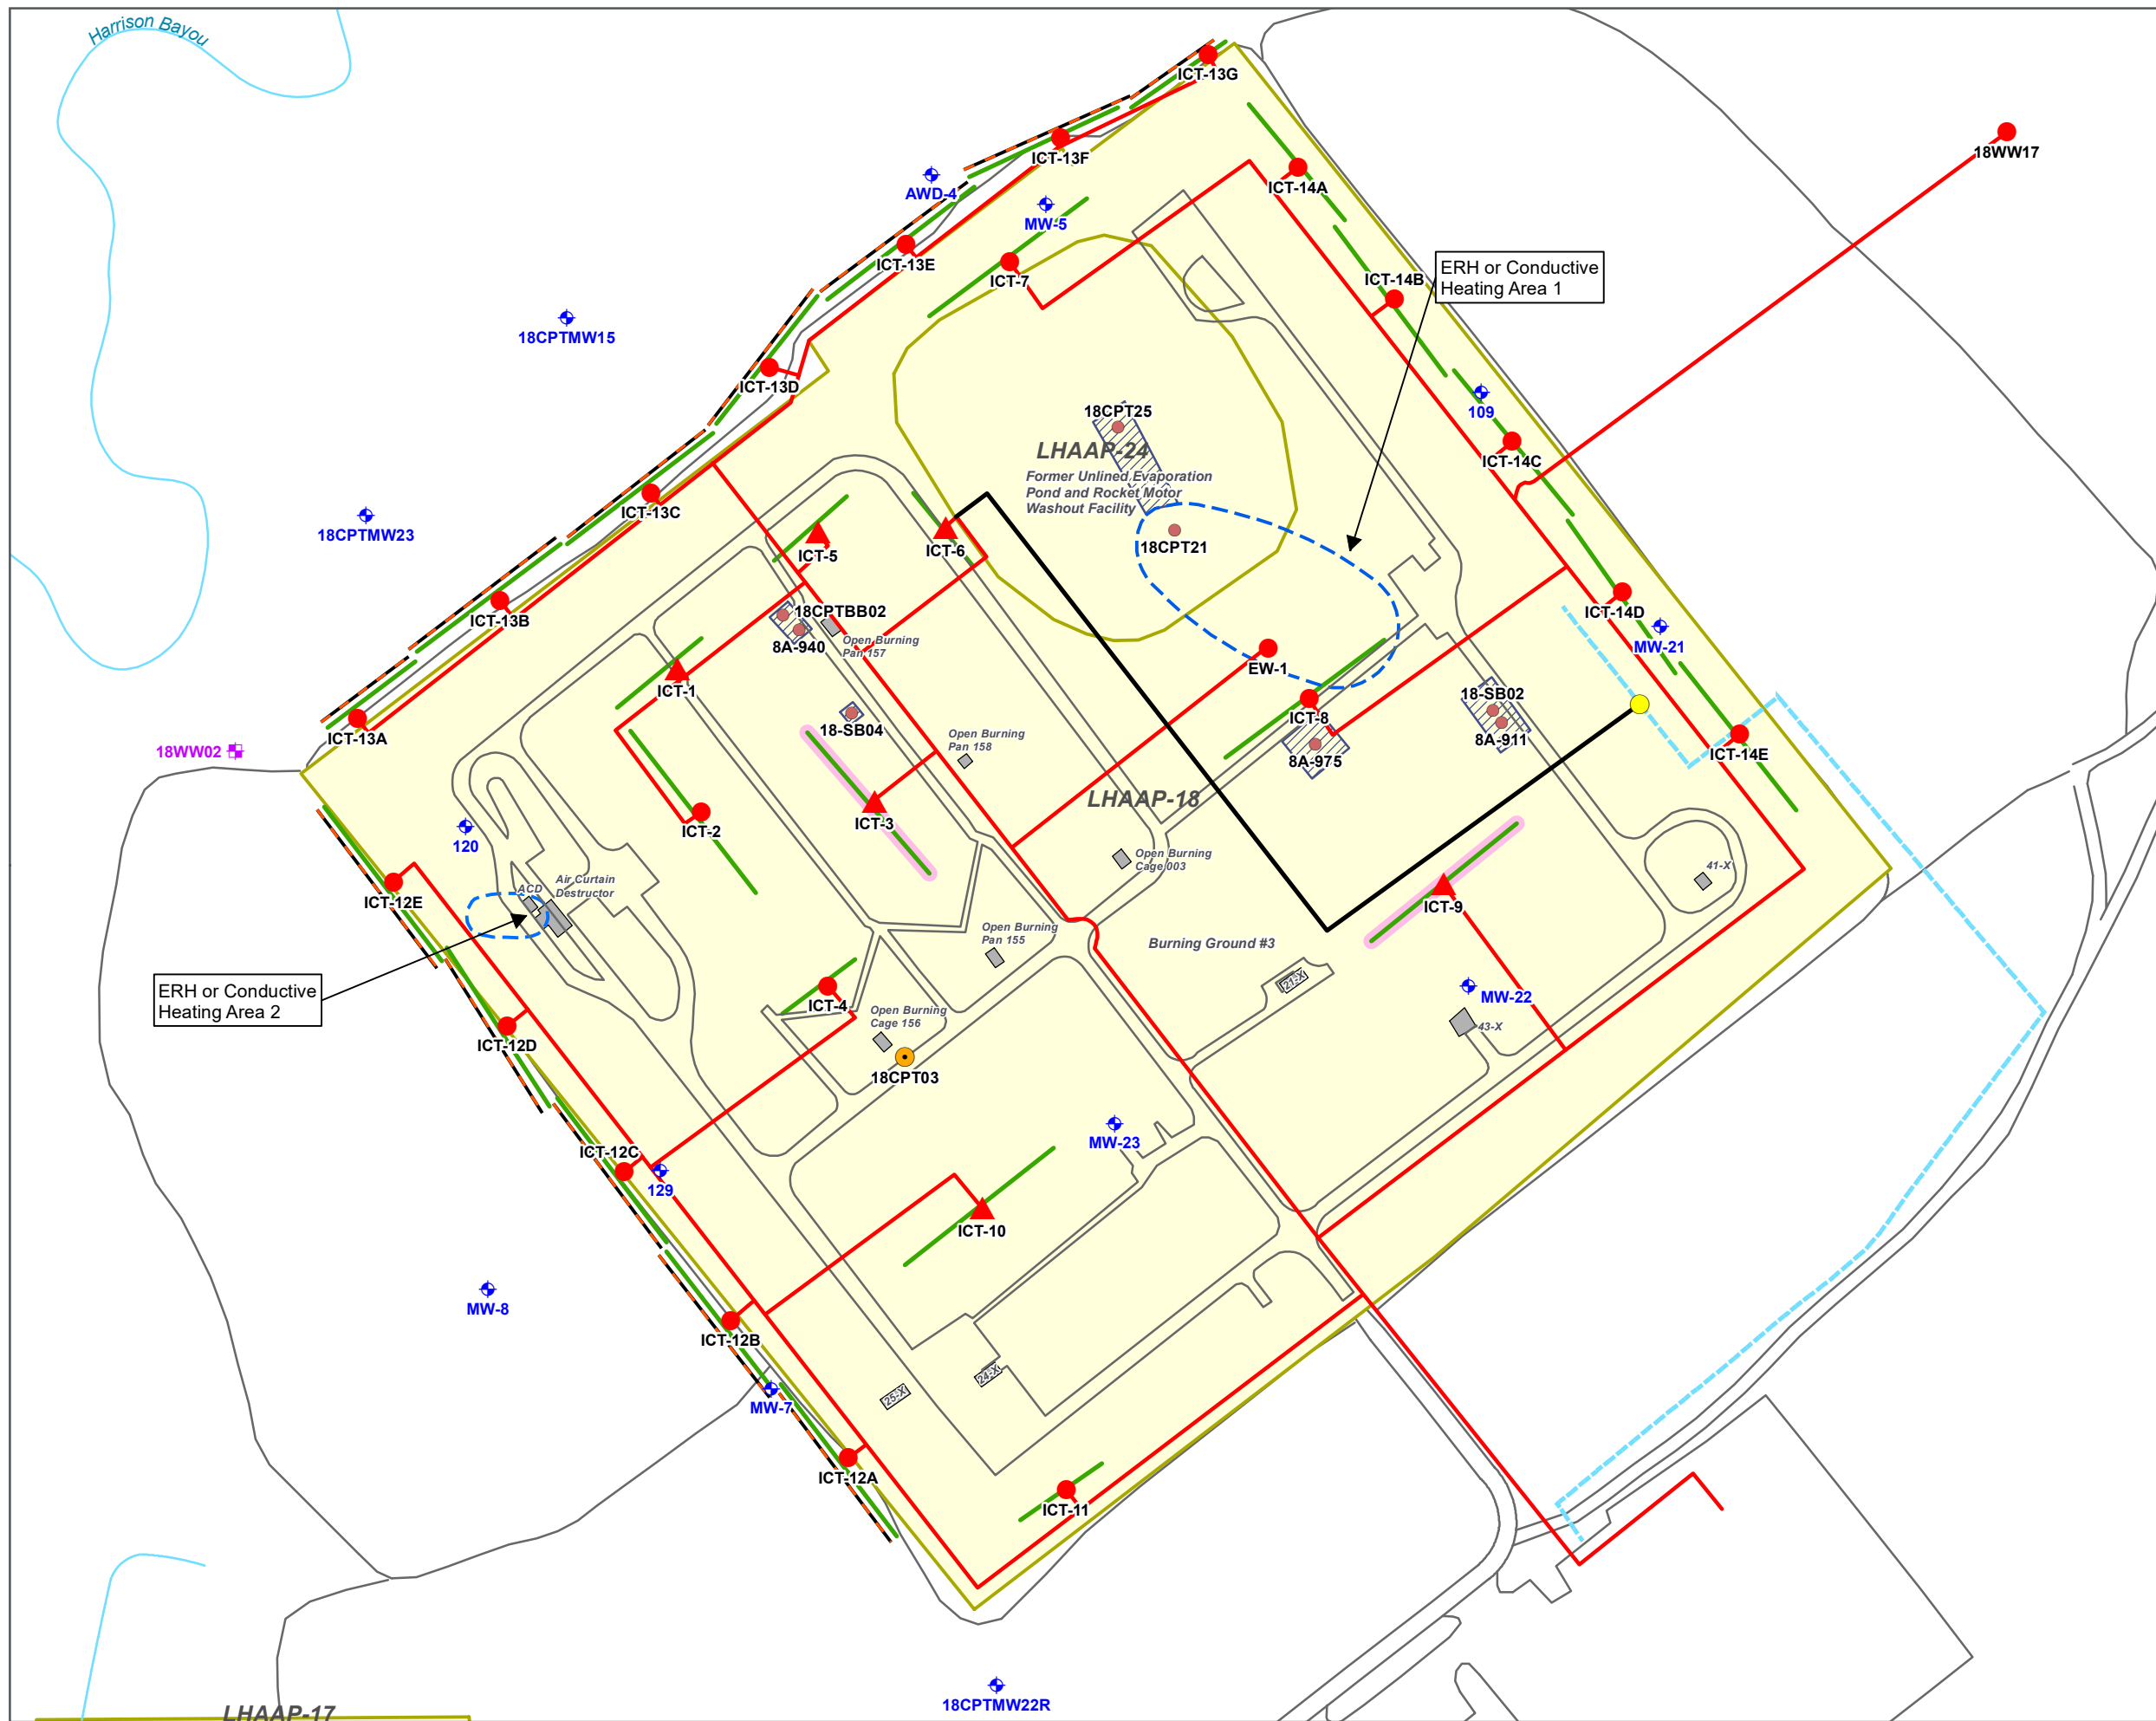 Harrison Bayou
ICT-13G
18WW17
ICT-13F
AWD-4
ICT-14A
MW-5
ICT-13E
ICT-7
ERH or Conductive
Heating Area 1
ICT-14B
18CPTMW15
ICT-13D
109
18CPT25
LHAAP-24
ICT-14C
Former Unlined Evaporation
Pond and Rocket Motor
Washout Facility
ICT-13C
18CPTMW23
ICT-5
ICT-6
18CPT21
ICT-13B
18CPTBB02
ICT-14D
Open Burning
Pan 157
8A-940
MW-21
EW-1
ICT-1
18-SB02
ICT-8
18-SB04
ICT-13A
Open Burning
Pan 158
8A-911
18WW02
ICT-14E
8A-975
LHAAP-18
ICT-3
ICT-2
120
Open Burning
Cage 003
41-X
Air Curtain
Destructor
ACD
ICT-12E
ICT-9
Open Burning
Pan 155
Burning Ground #3
21-X
ERH or Conductive
Heating Area 2
ICT-4
MW-22
Open Burning
Cage 156
43-X
ICT-12D
18CPT03
MW-23
ICT-12C
129
ICT-10
MW-8
ICT-12B
24-X
25-X
MW-7
ICT-12A
ICT-11
18CPTMW22R
LHAAP-17